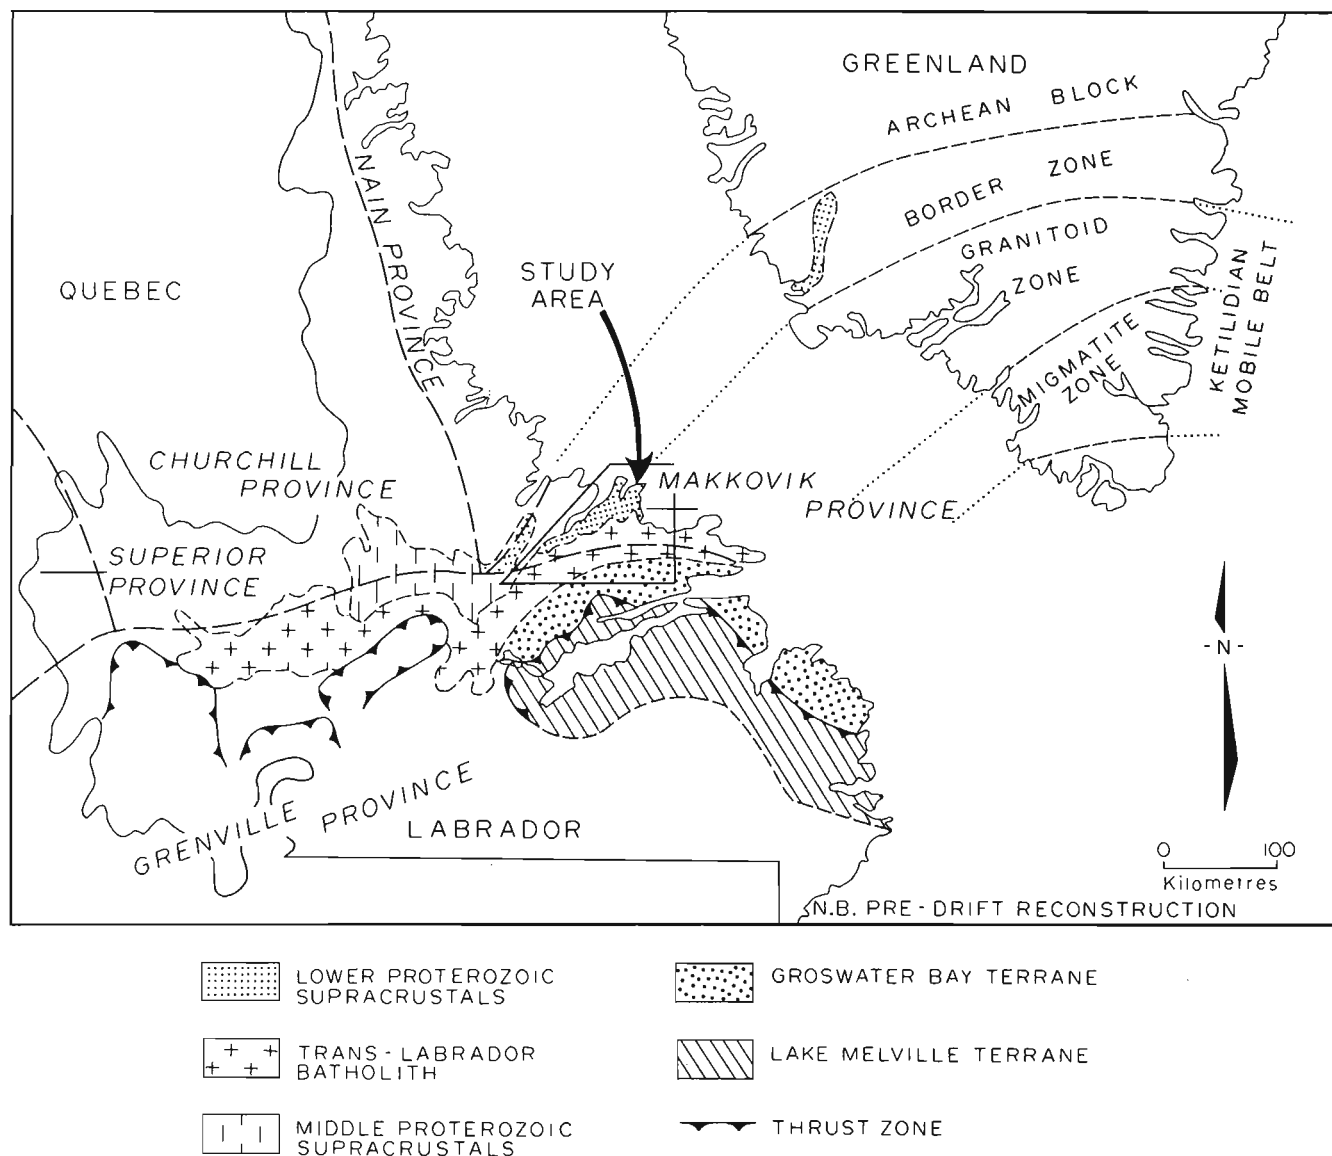 GREENLAND
ARCHEAN BLOCK
BORDER ZONE
GRANITOID
ZONE
MIGMATITE
ZONE
KETILIDIAN
MOBILE BELT
NAIN PROVINCE
STUDY
AREA
QUEBEC
CHURCHILL
PROVINCE
MAKKOVIK
PROVINCE
SUPERIOR
PROVINCE
-N-
GRENVILLE PROVINCE
LABRADOR
0 100
Kilometres
N.B. PRE-DRIFT RECONSTRUCTION
LOWER PROTEROZOIC
SUPRACRUSTALS
GROSWATER BAY TERRANE
TRANS-LABRADOR
BATHOLITH
LAKE MELVILLE TERRANE
MIDDLE PROTEROZOIC
SUPRACRUSTALS
THRUST ZONE